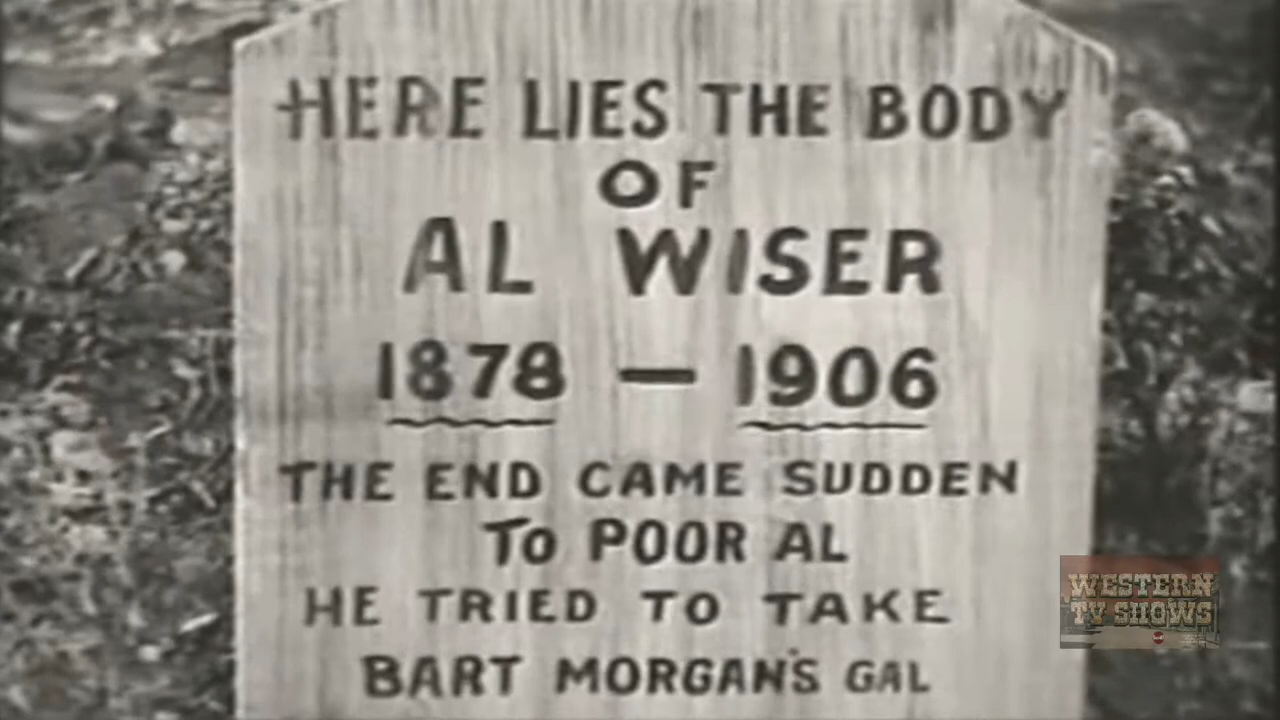 HERE LIES THE BODY
OF
AL WISER
1878 — 1906
THE END CAME SUDDEN
TO POOR AL
HE TRIED TO TAKE
BART MORGAN'S GAL
WESTERN
TV SHOWS